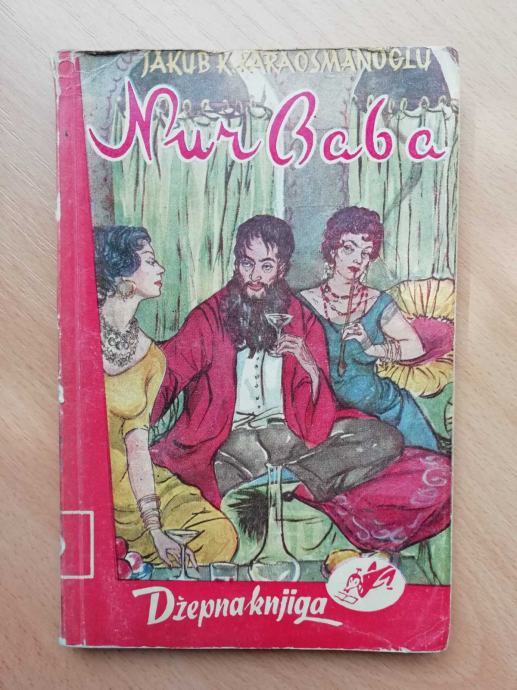 JAKUB K. KARAOSMANOGLU
Nur Baba
Džepna knjiga